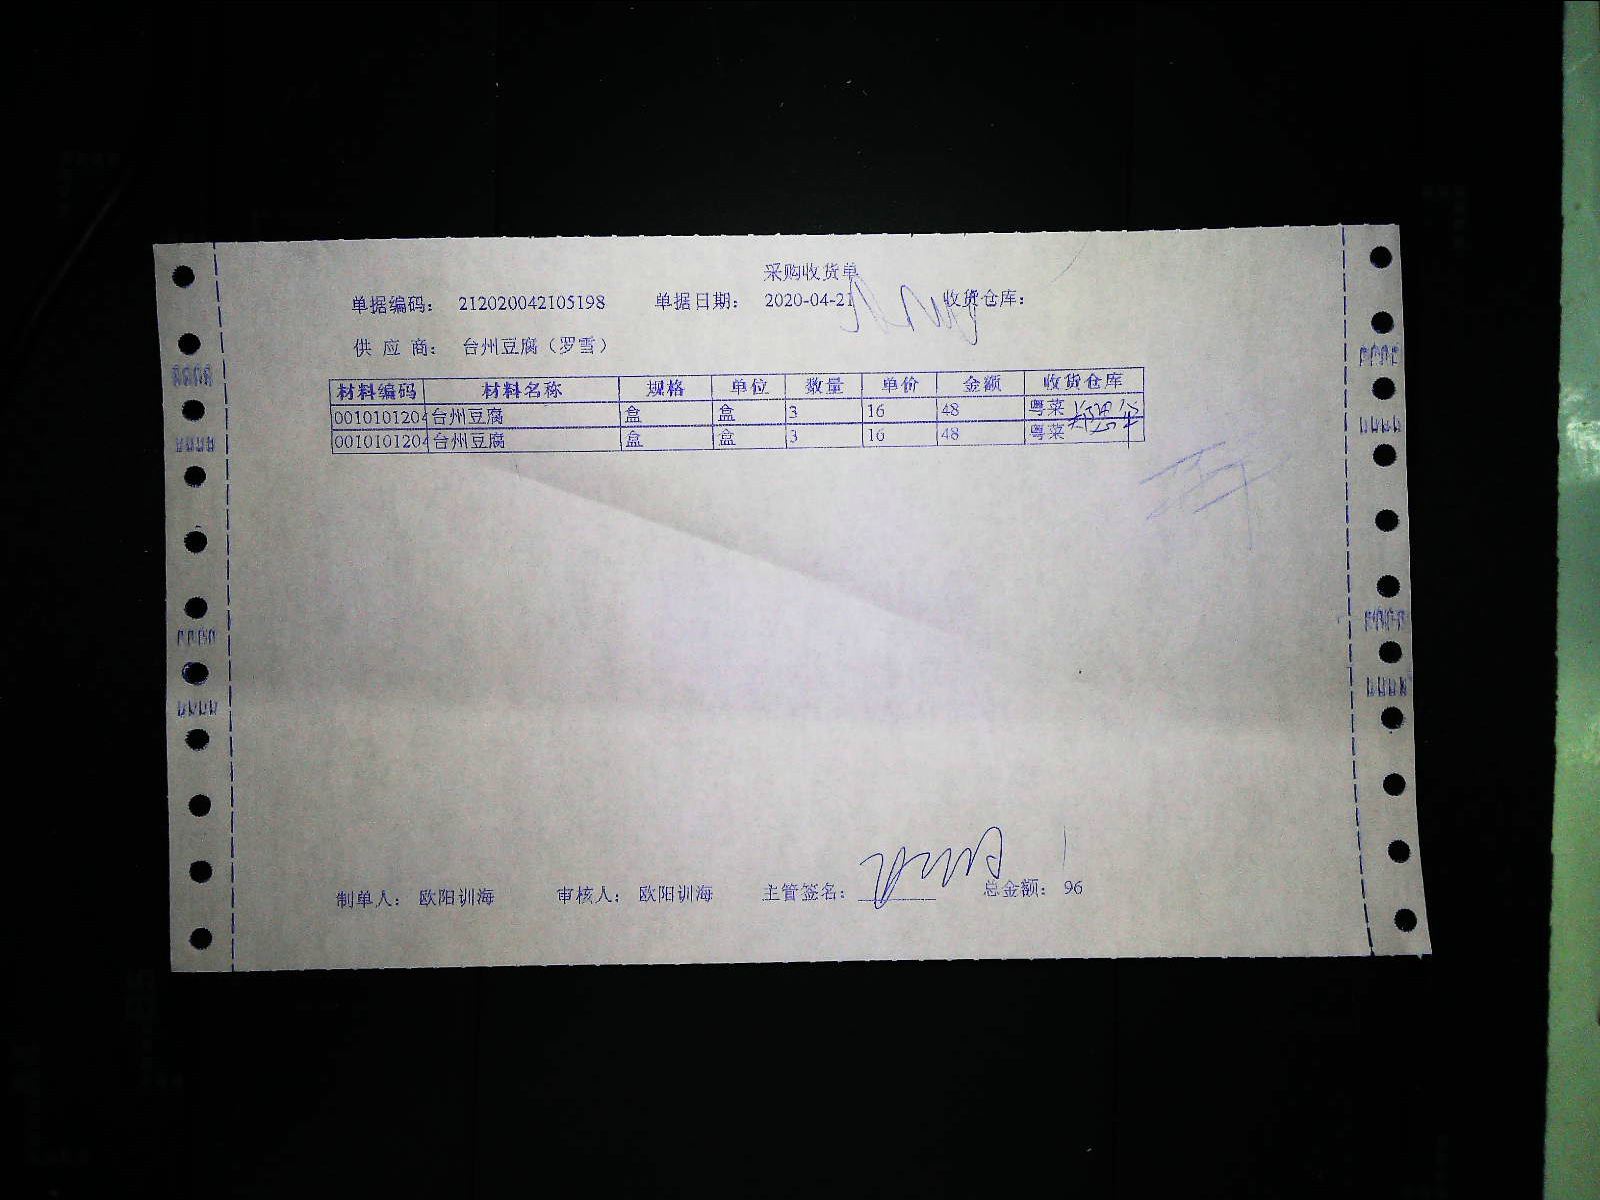 采购收货单
单据编码： 212020042105198 单据日期： 2020-04-21 收货仓库：
供 应 商： 台州豆腐（罗雪）
材料编码 材料名称 规格 单位 数量 单价 金额 收货仓库
0010101204 台州豆腐 盒 盒 3 16 48 粤菜
0010101204 台州豆腐 盒 盒 3 16 48 粤菜
制单人： 欧阳训海 审核人： 欧阳训海 主管签名： 总金额： 96